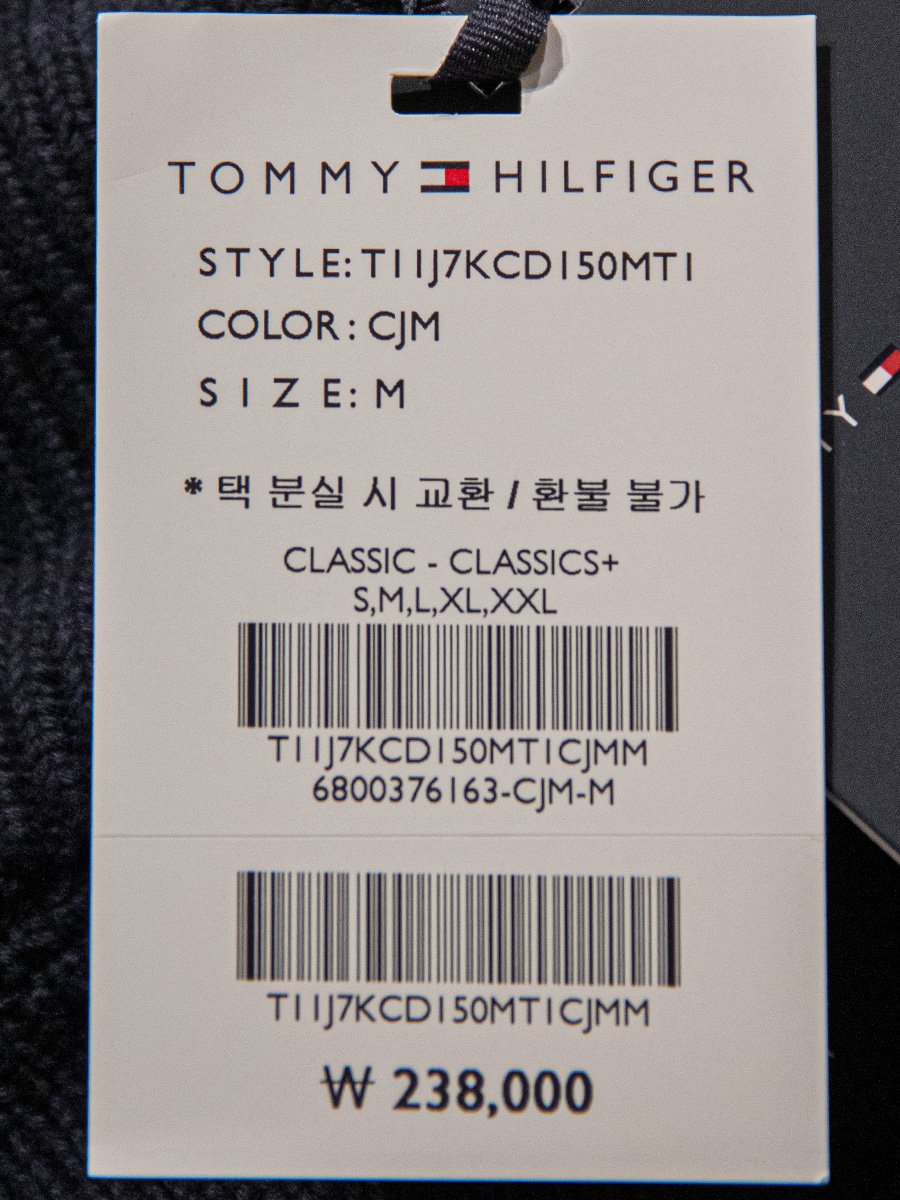 TOMMY HILFIGER
STYLE: T11J7KCD150MT1
COLOR: CJM
SIZE: M
* 택 분실 시 교환 / 환불 불가
CLASSIC - CLASSICS+
S,M,L,XL,XXL
T11J7KCD150MT1CJMM
6800376163-CJM-M
T11J7KCD150MT1CJMM
₩ 238,000